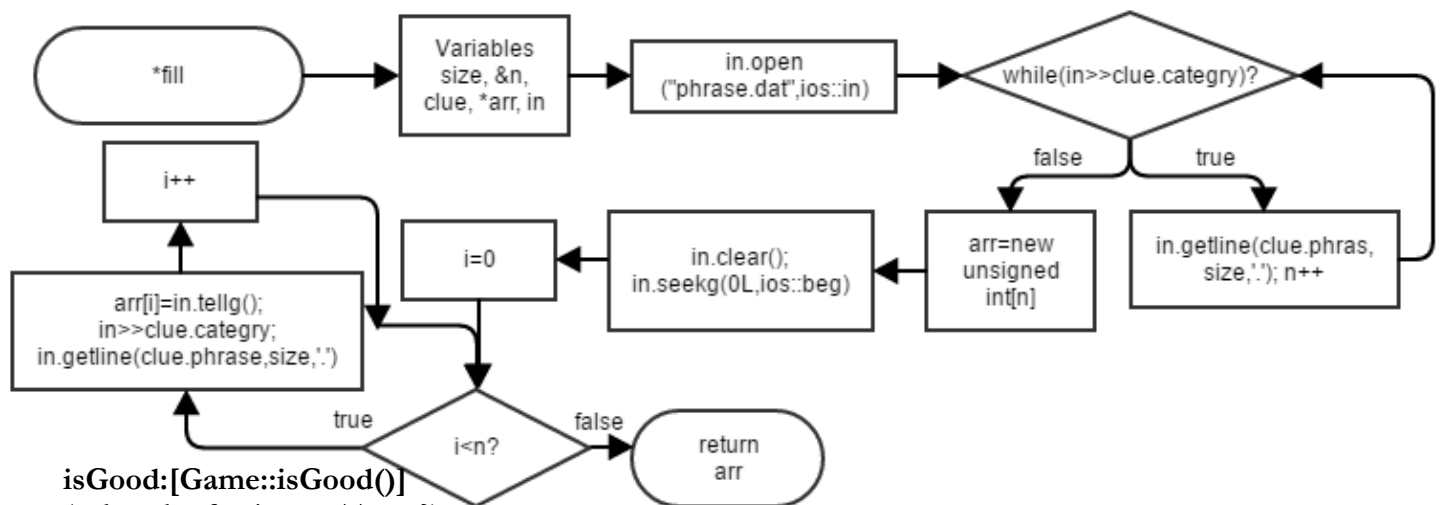 *fill
Variables
size, &n,
clue, *arr, in
in.open
("phrase.dat",ios::in)
while(in>>clue.categry)?
false
true
in.getline(clue.phras,
size,'.'); n++
arr=new
unsigned
int[n]
in.clear();
in.seekg(0L,ios::beg)
i=0
i++
arr[i]=in.tellg();
in>>clue.categry;
in.getline(clue.phrase,size,'.')
true
i<n?
false
return
arr
isGood:[Game::isGood()]